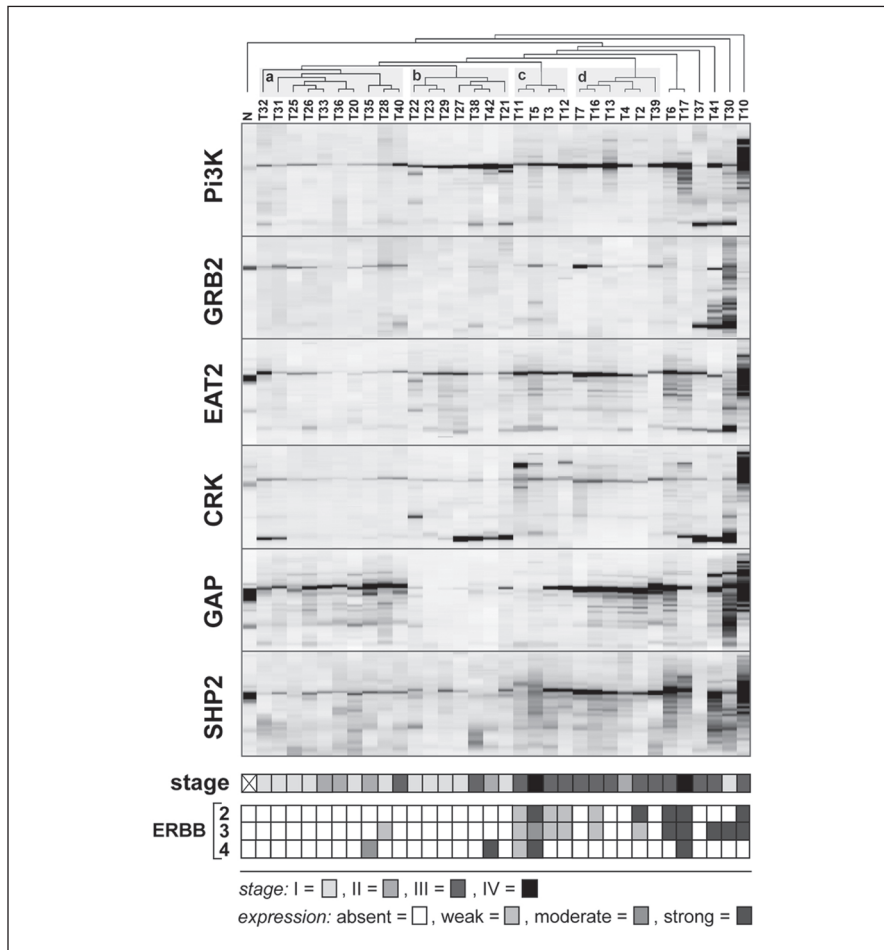 a b c d
N T32 T31 T25 T26 T33 T36 T20 T35 T28 T40 T22 T23 T29 T27 T38 T42 T21 T11 T5 T3 T12 T7 T16 T13 T4 T2 T39 T6 T17 T37 T41 T30 T10
Pi3K
GRB2
EAT2
CRK
GAP
SHP2
stage
2
ERBB 3
4
stage: I = , II = , III = , IV =
expression: absent = , weak = , moderate = , strong =